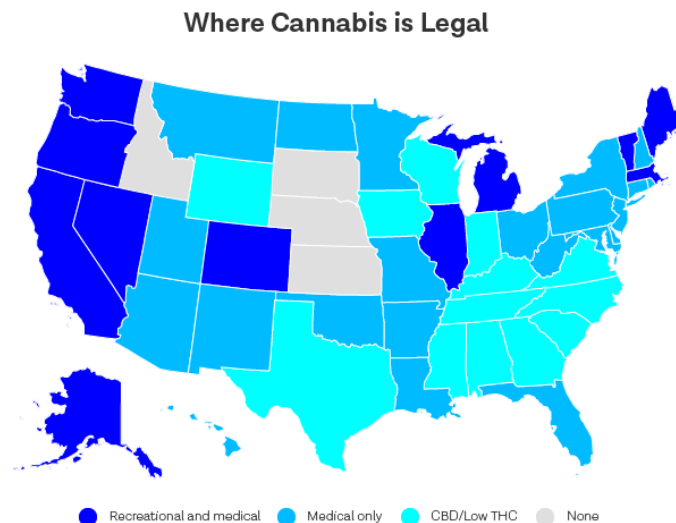 Where Cannabis is Legal
Recreational and medical Medical only CBD/Low THC None